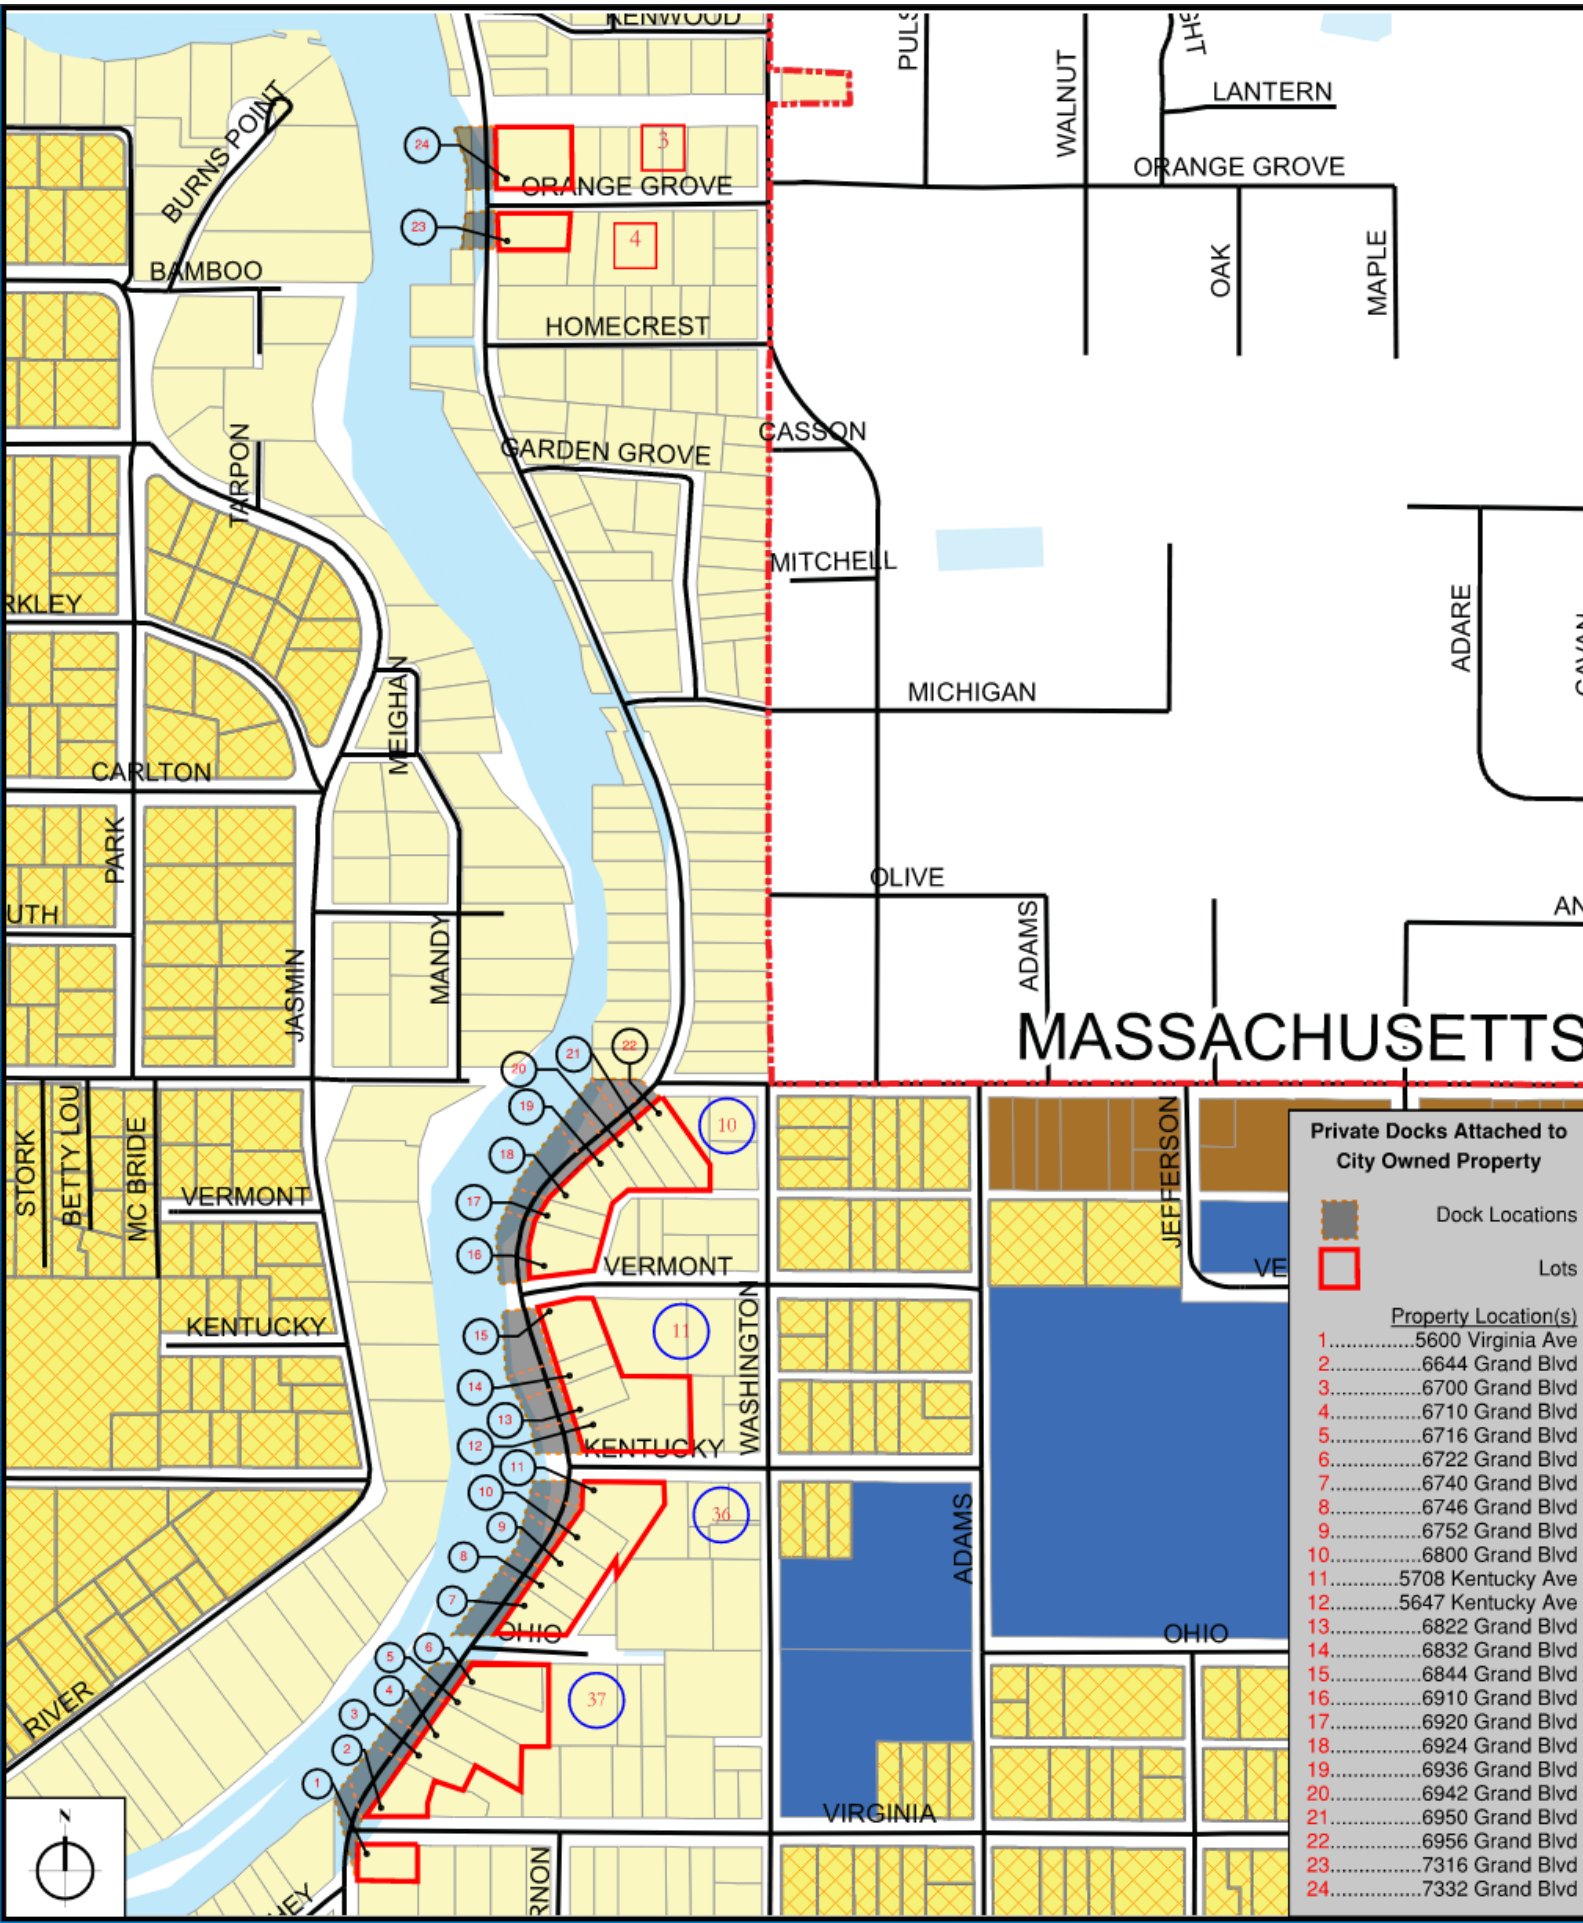 KENWOOD
PULS
GHT
WALNUT
LANTERN
BURNS POINT
24
3
ORANGE GROVE
ORANGE GROVE
23
4
OAK
MAPLE
BAMBOO
HOMECREST
TARPON
GARDEN GROVE
CASSON
MITCHELL
RKLEY
ADARE
CAVAN
MEIGHAN
MICHIGAN
CARLTON
PARK
OLIVE
UTH
MANDY
ADAMS
AN
JASMIN
MASSACHUSETTS
22
21
20
19
10
18
17
16
STORK
BETTY LOU
MC BRIDE
VERMONT
VERMONT
JEFFERSON
VE
WASHINGTON
KENTUCKY
15
11
14
13
12
KENTUCKY
11
10
9
36
8
7
ADAMS
OHIO
OHIO
6
5
4
37
3
2
1
RIVER
VIRGINIA
N
HEY
RNON
Private Docks Attached to
City Owned Property
Dock Locations
Lots
Property Location(s)
1...............5600 Virginia Ave
2...............6644 Grand Blvd
3...............6700 Grand Blvd
4...............6710 Grand Blvd
5...............6716 Grand Blvd
6...............6722 Grand Blvd
7...............6740 Grand Blvd
8...............6746 Grand Blvd
9...............6752 Grand Blvd
10...............6800 Grand Blvd
11............5708 Kentucky Ave
12............5647 Kentucky Ave
13...............6822 Grand Blvd
14...............6832 Grand Blvd
15...............6844 Grand Blvd
16...............6910 Grand Blvd
17...............6920 Grand Blvd
18...............6924 Grand Blvd
19...............6936 Grand Blvd
20...............6942 Grand Blvd
21...............6950 Grand Blvd
22...............6956 Grand Blvd
23...............7316 Grand Blvd
24...............7332 Grand Blvd